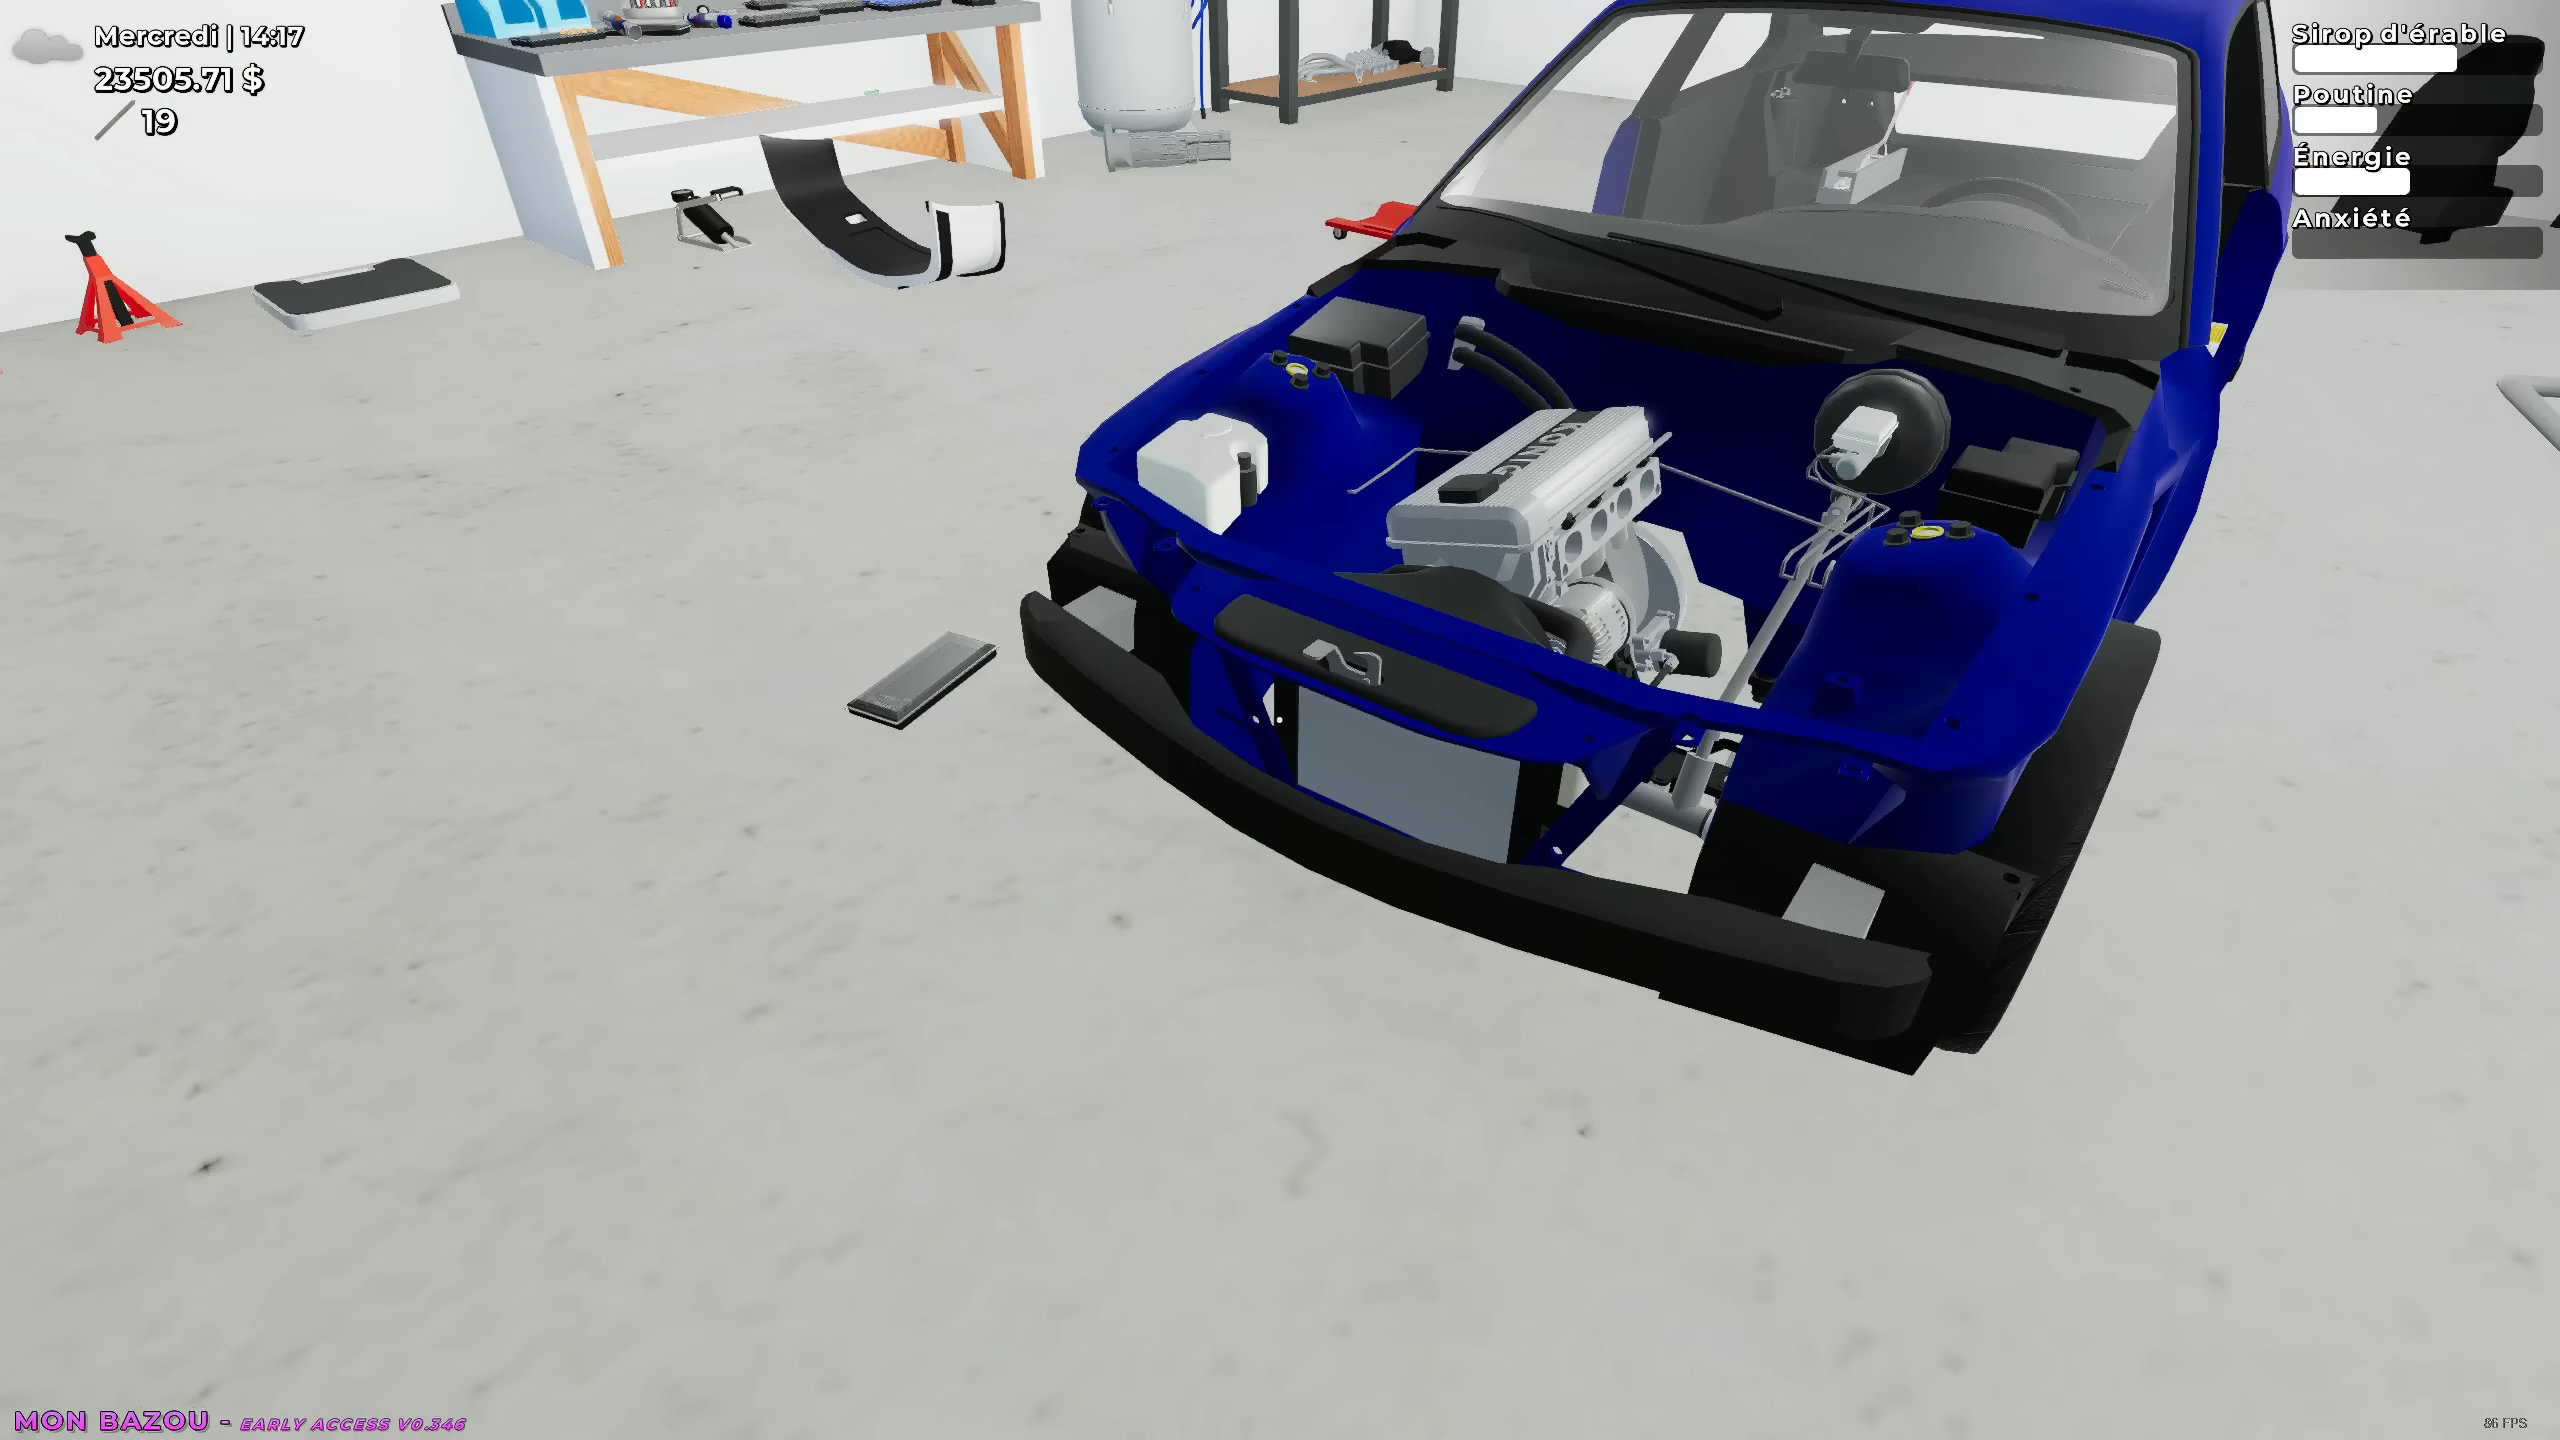 Mercredi | 14:17
23505.71 $
19
Sirop d'érable
Poutine
Énergie
Anxiété
KONIG
MON BAZOU - EARLY ACCESS V0.346
86 FPS